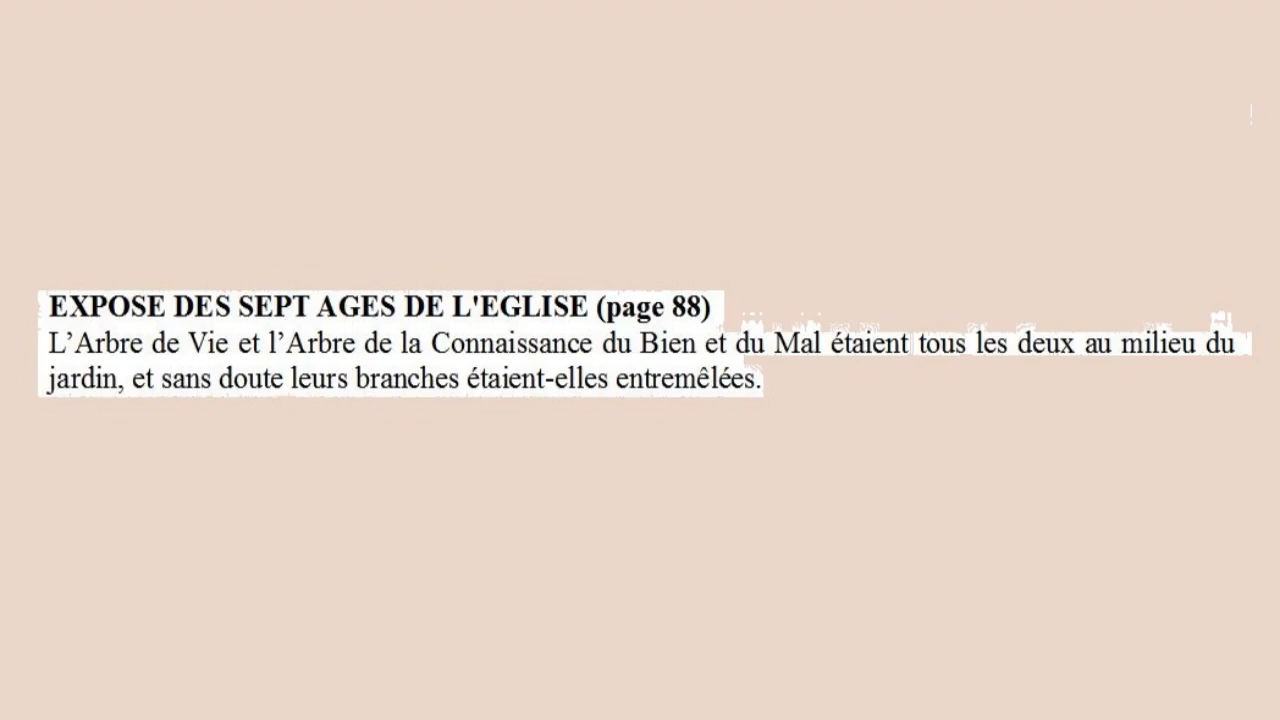 EXPOSE DES SEPT AGES DE L'EGLISE (page 88)
L’Arbre de Vie et l’Arbre de la Connaissance du Bien et du Mal étaient tous les deux au milieu du
jardin, et sans doute leurs branches étaient-elles entremêlées.